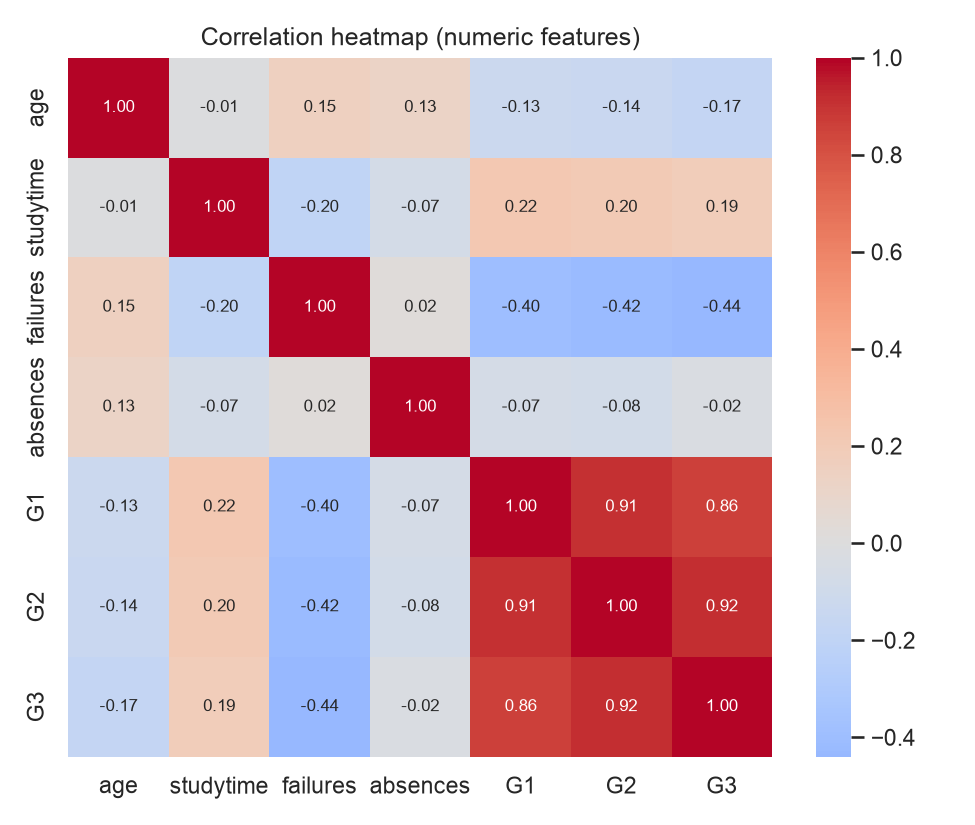 Correlation heatmap (numeric features)
age 1.00 -0.01 0.15 0.13 -0.13 -0.14 -0.17
studytime -0.01 1.00 -0.20 -0.07 0.22 0.20 0.19
failures 0.15 -0.20 1.00 0.02 -0.40 -0.42 -0.44
absences 0.13 -0.07 0.02 1.00 -0.07 -0.08 -0.02
G1 -0.13 0.22 -0.40 -0.07 1.00 0.91 0.86
G2 -0.14 0.20 -0.42 -0.08 0.91 1.00 0.92
G3 -0.17 0.19 -0.44 -0.02 0.86 0.92 1.00
age studytime failures absences G1 G2 G3
1.0
0.8
0.6
0.4
0.2
0.0
−0.2
−0.4